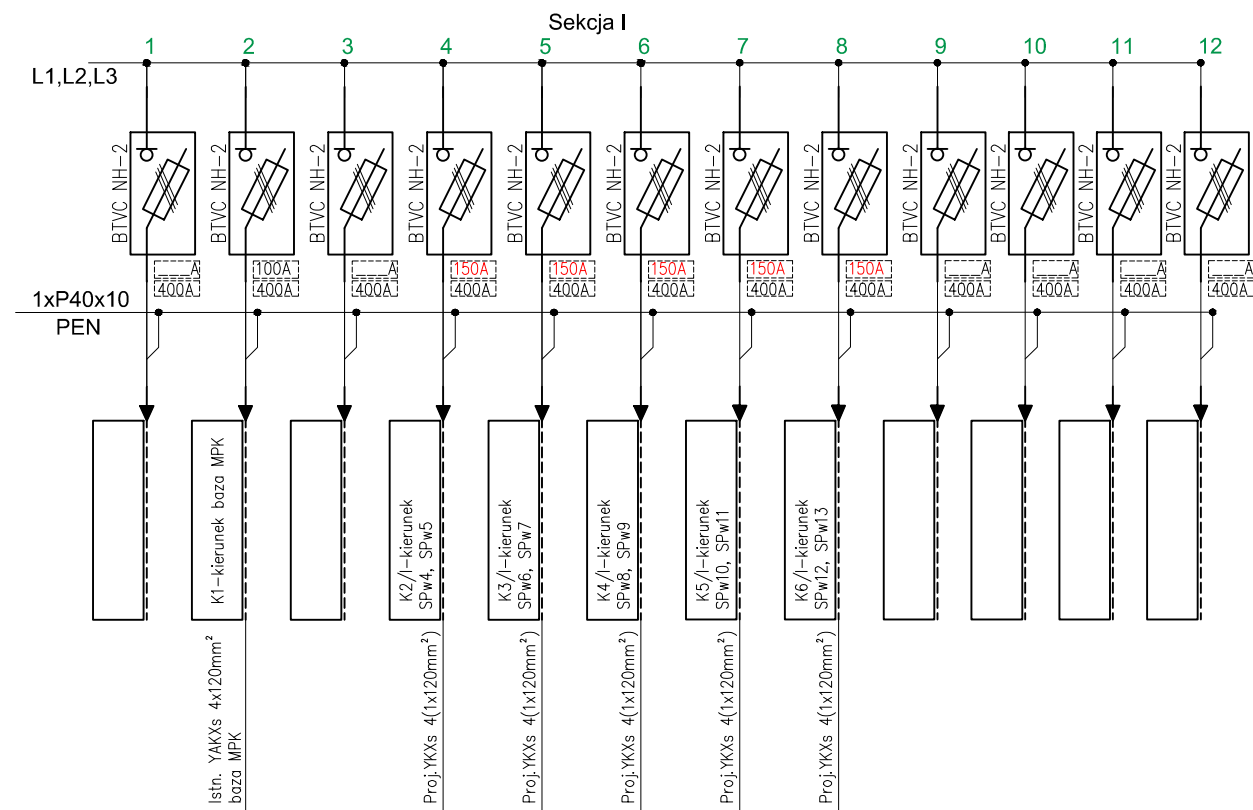 Sekcja I
1 2 3 4 5 6 7 8 9 10 11 12
L1,L2,L3
BTVC NH-2 BTVC NH-2 BTVC NH-2 BTVC NH-2 BTVC NH-2 BTVC NH-2 BTVC NH-2 BTVC NH-2 BTVC NH-2 BTVC NH-2 BTVC NH-2 BTVC NH-2
___A 100A ___A 150A 150A 150A 150A 150A ___A ___A ___A ___A
400A 400A 400A 400A 400A 400A 400A 400A 400A 400A 400A 400A
1xP40x10
PEN
K1-kierunek baza MPK
K2/I-kierunek
SPw4, SPw5
K3/I-kierunek
SPw6, SPw7
K4/I-kierunek
SPw8, SPw9
K5/I-kierunek
SPw10, SPw11
K6/I-kierunek
SPw12, SPw13
Istn. YAKXs 4x120mm²
baza MPK
Proj.YKXs 4(1x120mm²)
Proj.YKXs 4(1x120mm²)
Proj.YKXs 4(1x120mm²)
Proj.YKXs 4(1x120mm²)
Proj.YKXs 4(1x120mm²)